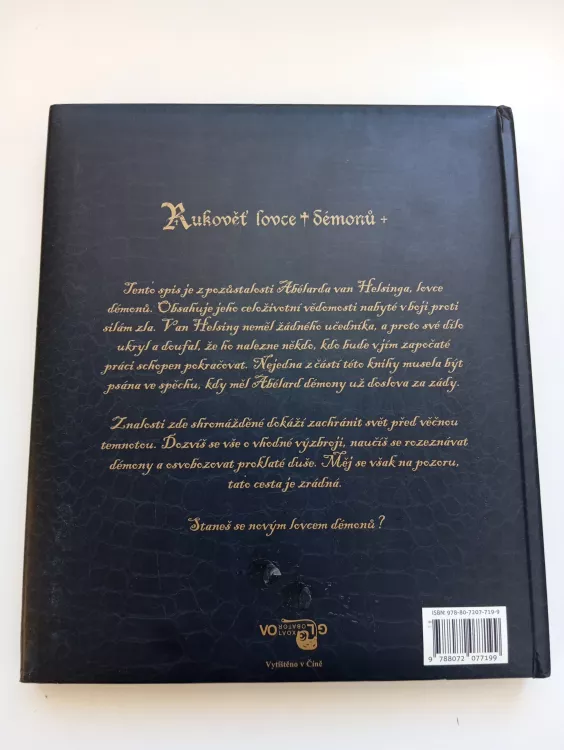 Rukověť lovce † démonů +
Tento spis je z pozůstalosti Abélarda van Helsinga, lovce
démonů. Obsahuje jeho celoživotní vědomosti nabyté v boji proti
silám zla. Van Helsing neměl žádného učedníka, a proto své dílo
ukryl a doufal, že ho nalezne někdo, kdo bude v jím započaté
práci schopen pokračovat. Nejedna z částí této knihy musela být
psána ve spěchu, kdy měl Abélard démony už doslova za zády.
Znalosti zde shromážděné dokáží zachránit svět před věčnou
temnotou. Dozvíš se vše o vhodné výzbroji, naučíš se rozeznávat
démony a osvobozovat prokleté duše. Měj se však na pozoru,
tato cesta je zrádná.
Staneš se novým lovcem démonů?
Vytištěno v Číně
ISBN: 978-80-7207-719-9
9 788072 077199